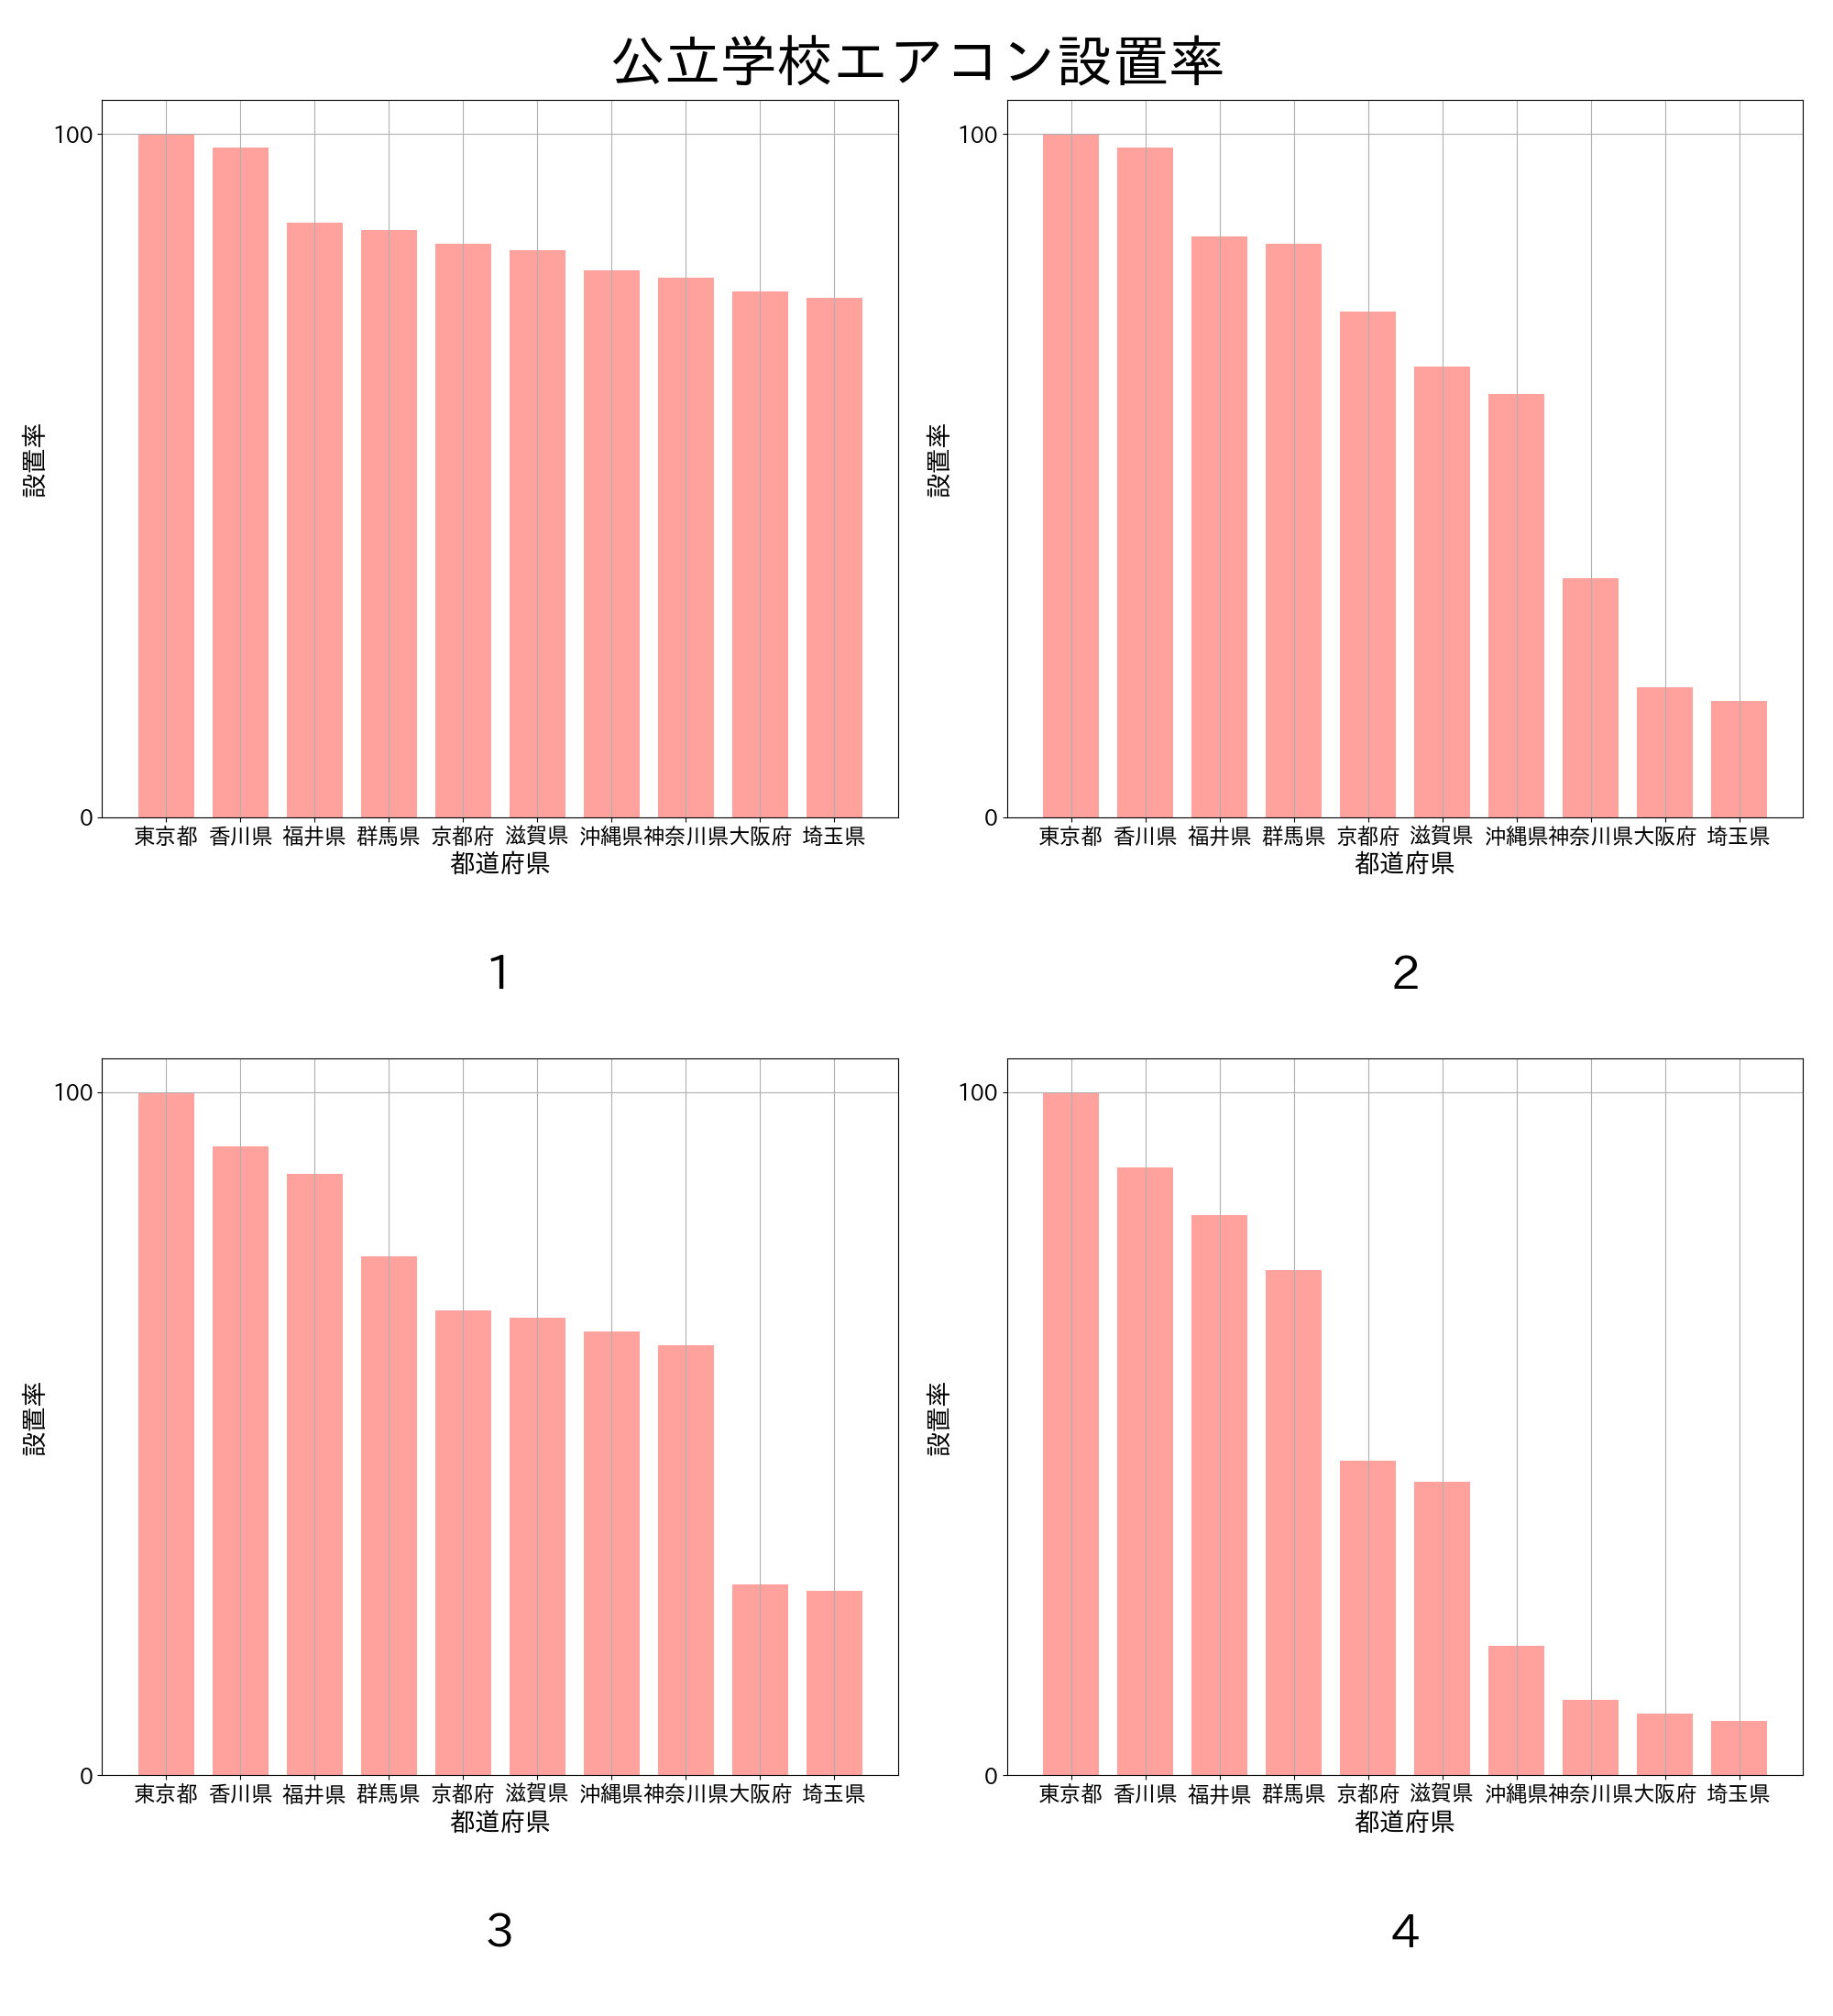 公立学校エアコン設置率
100
0
設置率
東京都 香川県 福井県 群馬県 京都府 滋賀県 沖縄県 神奈川県 大阪府 埼玉県
都道府県
1
100
0
設置率
東京都 香川県 福井県 群馬県 京都府 滋賀県 沖縄県 神奈川県 大阪府 埼玉県
都道府県
2
100
0
設置率
東京都 香川県 福井県 群馬県 京都府 滋賀県 沖縄県 神奈川県 大阪府 埼玉県
都道府県
3
100
0
設置率
東京都 香川県 福井県 群馬県 京都府 滋賀県 沖縄県 神奈川県 大阪府 埼玉県
都道府県
4